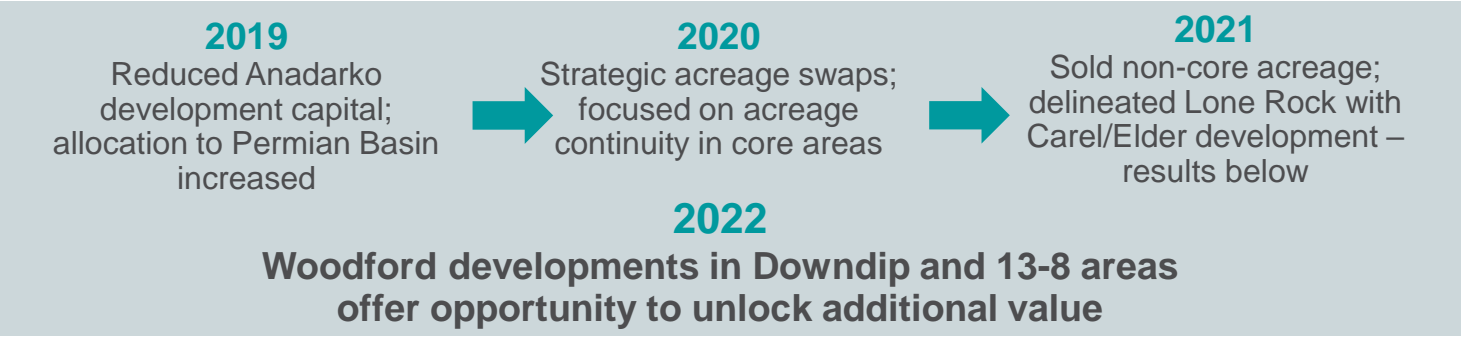 2019
Reduced Anadarko
development capital;
allocation to Permian Basin
increased
2020
Strategic acreage swaps;
focused on acreage
continuity in core areas
2021
Sold non-core acreage;
delineated Lone Rock with
Carel/Elder development –
results below
2022
Woodford developments in Downdip and 13-8 areas
offer opportunity to unlock additional value